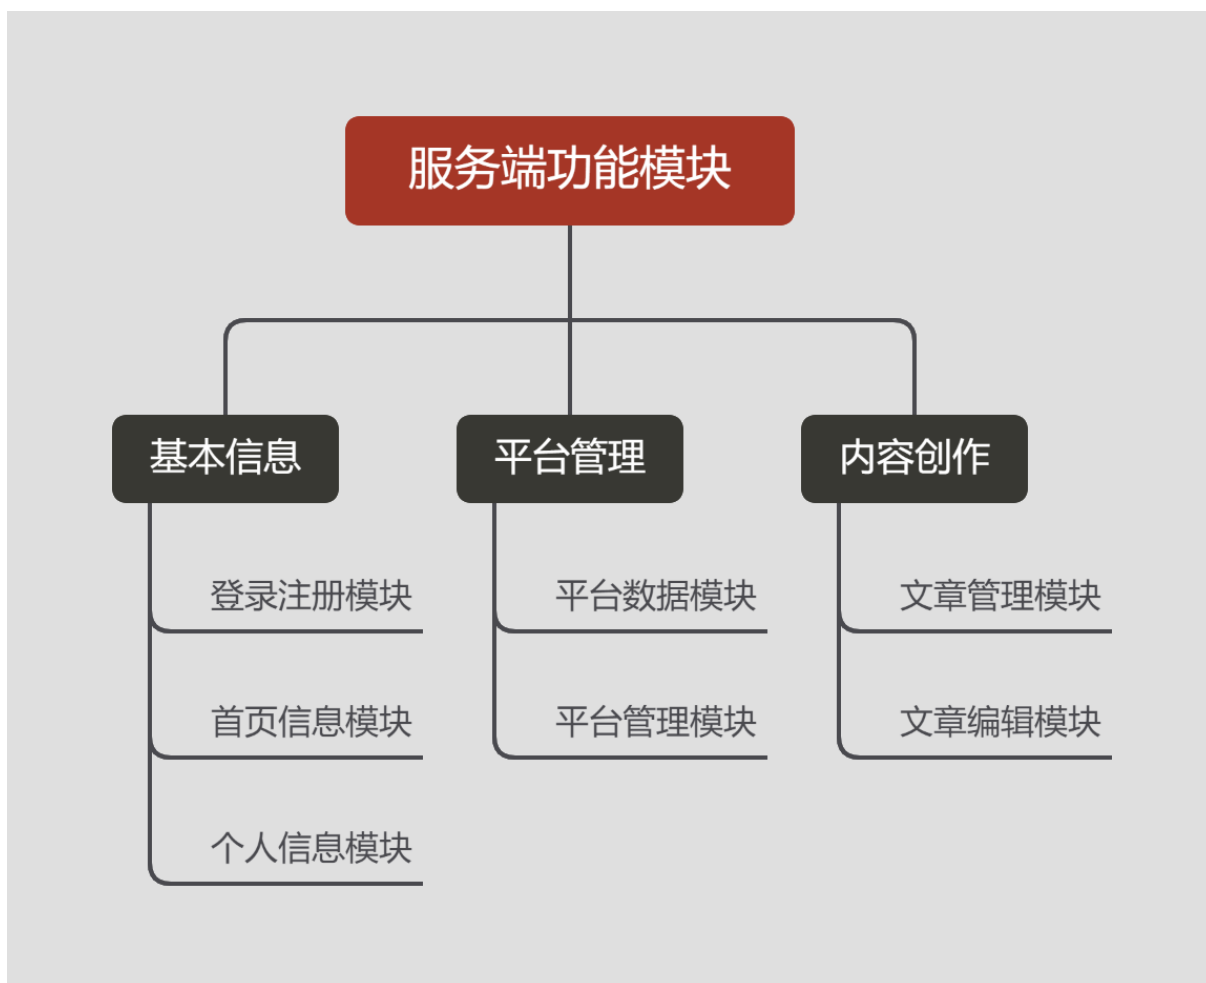 服务端功能模块
基本信息
平台管理
内容创作
登录注册模块
平台数据模块
文章管理模块
首页信息模块
平台管理模块
文章编辑模块
个人信息模块